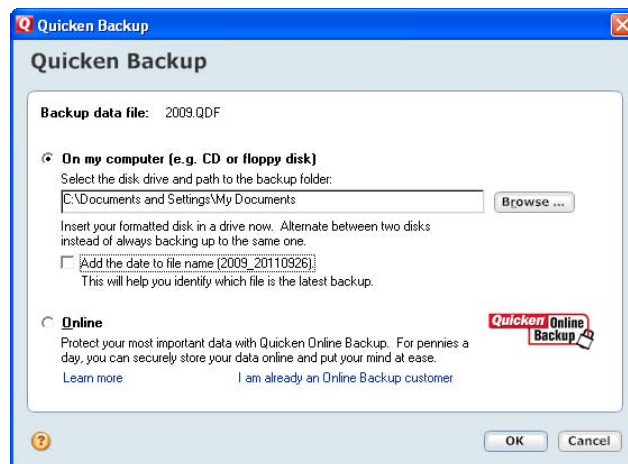 Quicken Backup
Quicken Backup
Backup data file: 2009.QDF
On my computer (e.g. CD or floppy disk)
Select the disk drive and path to the backup folder:
C:\Documents and Settings\My Documents
Browse ...
Insert your formatted disk in a drive now. Alternate between two disks
instead of always backing up to the same one.
Add the date to file name (2009_20110926).
This will help you identify which file is the latest backup.
Online
Quicken Online
Backup
Protect your most important data with Quicken Online Backup. For pennies a
day, you can securely store your data online and put your mind at ease.
Learn more I am already an Online Backup customer
? OK Cancel